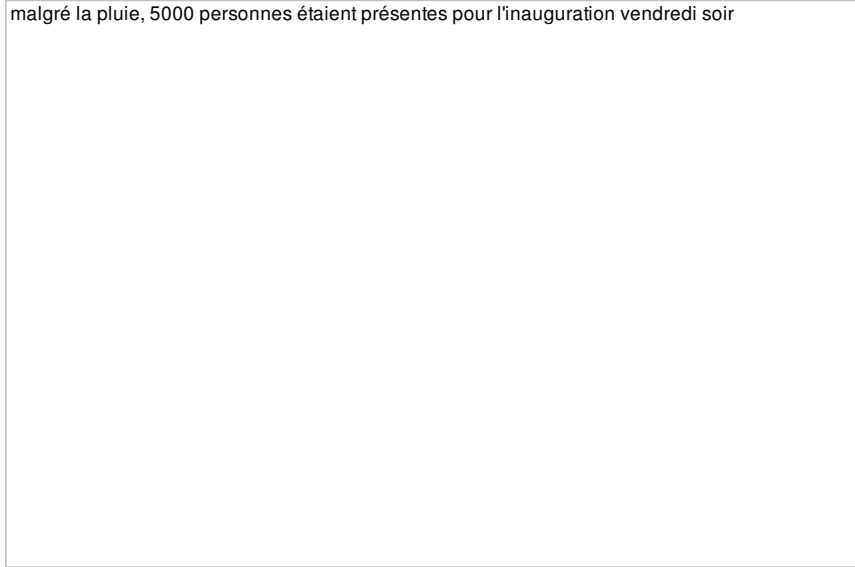 malgré la pluie, 5000 personnes étaient présentes pour l'inauguration vendredi soir